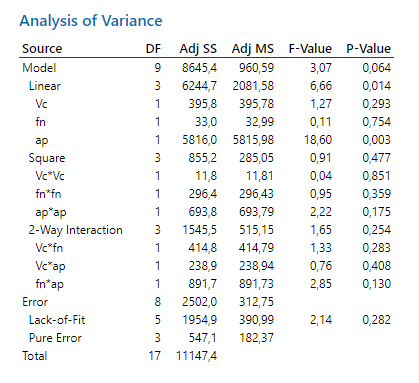 Analysis of Variance
Source DF Adj SS Adj MS F-Value P-Value
Model 9 8645,4 960,59 3,07 0,064
Linear 3 6244,7 2081,58 6,66 0,014
Vc 1 395,8 395,78 1,27 0,293
fn 1 33,0 32,99 0,11 0,754
ap 1 5816,0 5815,98 18,60 0,003
Square 3 855,2 285,05 0,91 0,477
Vc*Vc 1 11,8 11,81 0,04 0,851
fn*fn 1 296,4 296,43 0,95 0,359
ap*ap 1 693,8 693,79 2,22 0,175
2-Way Interaction 3 1545,5 515,15 1,65 0,254
Vc*fn 1 414,8 414,79 1,33 0,283
Vc*ap 1 238,9 238,94 0,76 0,408
fn*ap 1 891,7 891,73 2,85 0,130
Error 8 2502,0 312,75
Lack-of-Fit 5 1954,9 390,99 2,14 0,282
Pure Error 3 547,1 182,37
Total 17 11147,4